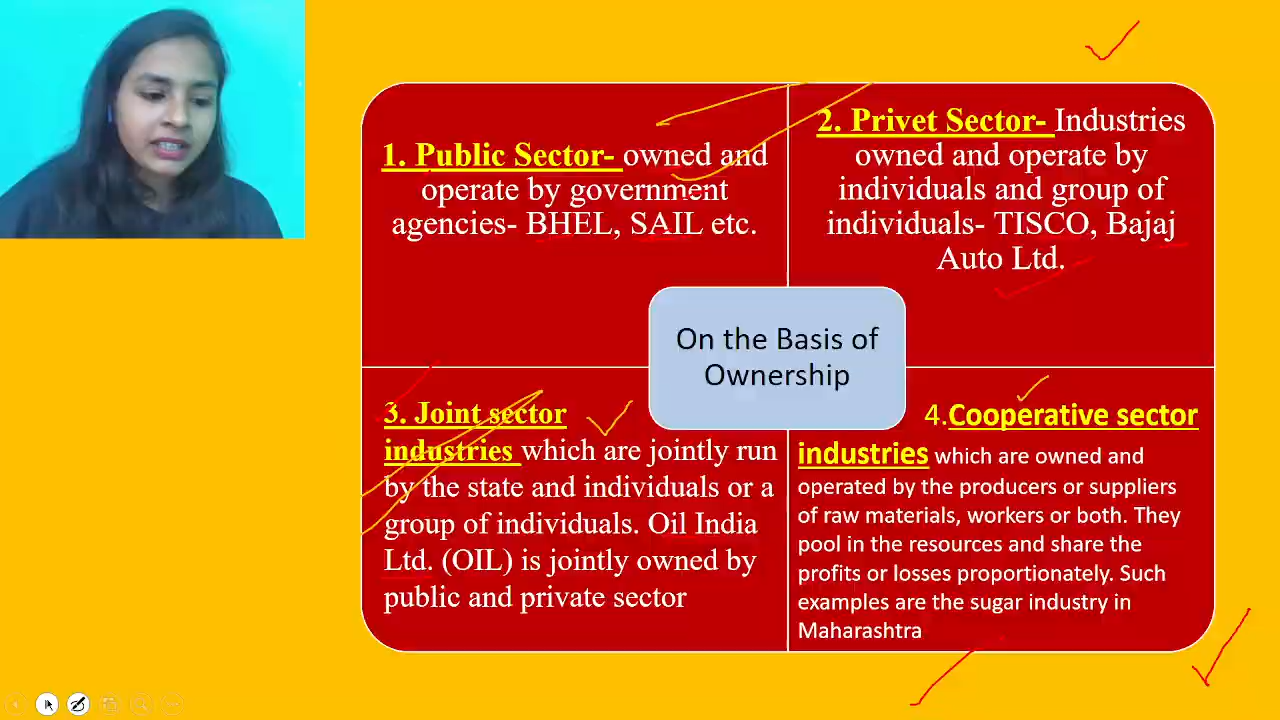 1. Public Sector- owned and
operate by government
agencies- BHEL, SAIL etc.
2. Privet Sector- Industries
owned and operate by
individuals and group of
individuals- TISCO, Bajaj
Auto Ltd.
On the Basis of
Ownership
3. Joint sector
industries which are jointly run
by the state and individuals or a
group of individuals. Oil India
Ltd. (OIL) is jointly owned by
public and private sector
4.Cooperative sector
industries which are owned and
operated by the producers or suppliers
of raw materials, workers or both. They
pool in the resources and share the
profits or losses proportionately. Such
examples are the sugar industry in
Maharashtra